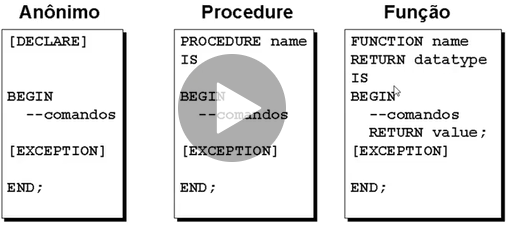 Anônimo
[DECLARE]
BEGIN
--comandos
[EXCEPTION]
END;
Procedure
PROCEDURE name
IS
BEGIN
--comandos
[EXCEPTION]
END;
Função
FUNCTION name
RETURN datatype
IS
BEGIN
--comandos
RETURN value;
[EXCEPTION]
END;